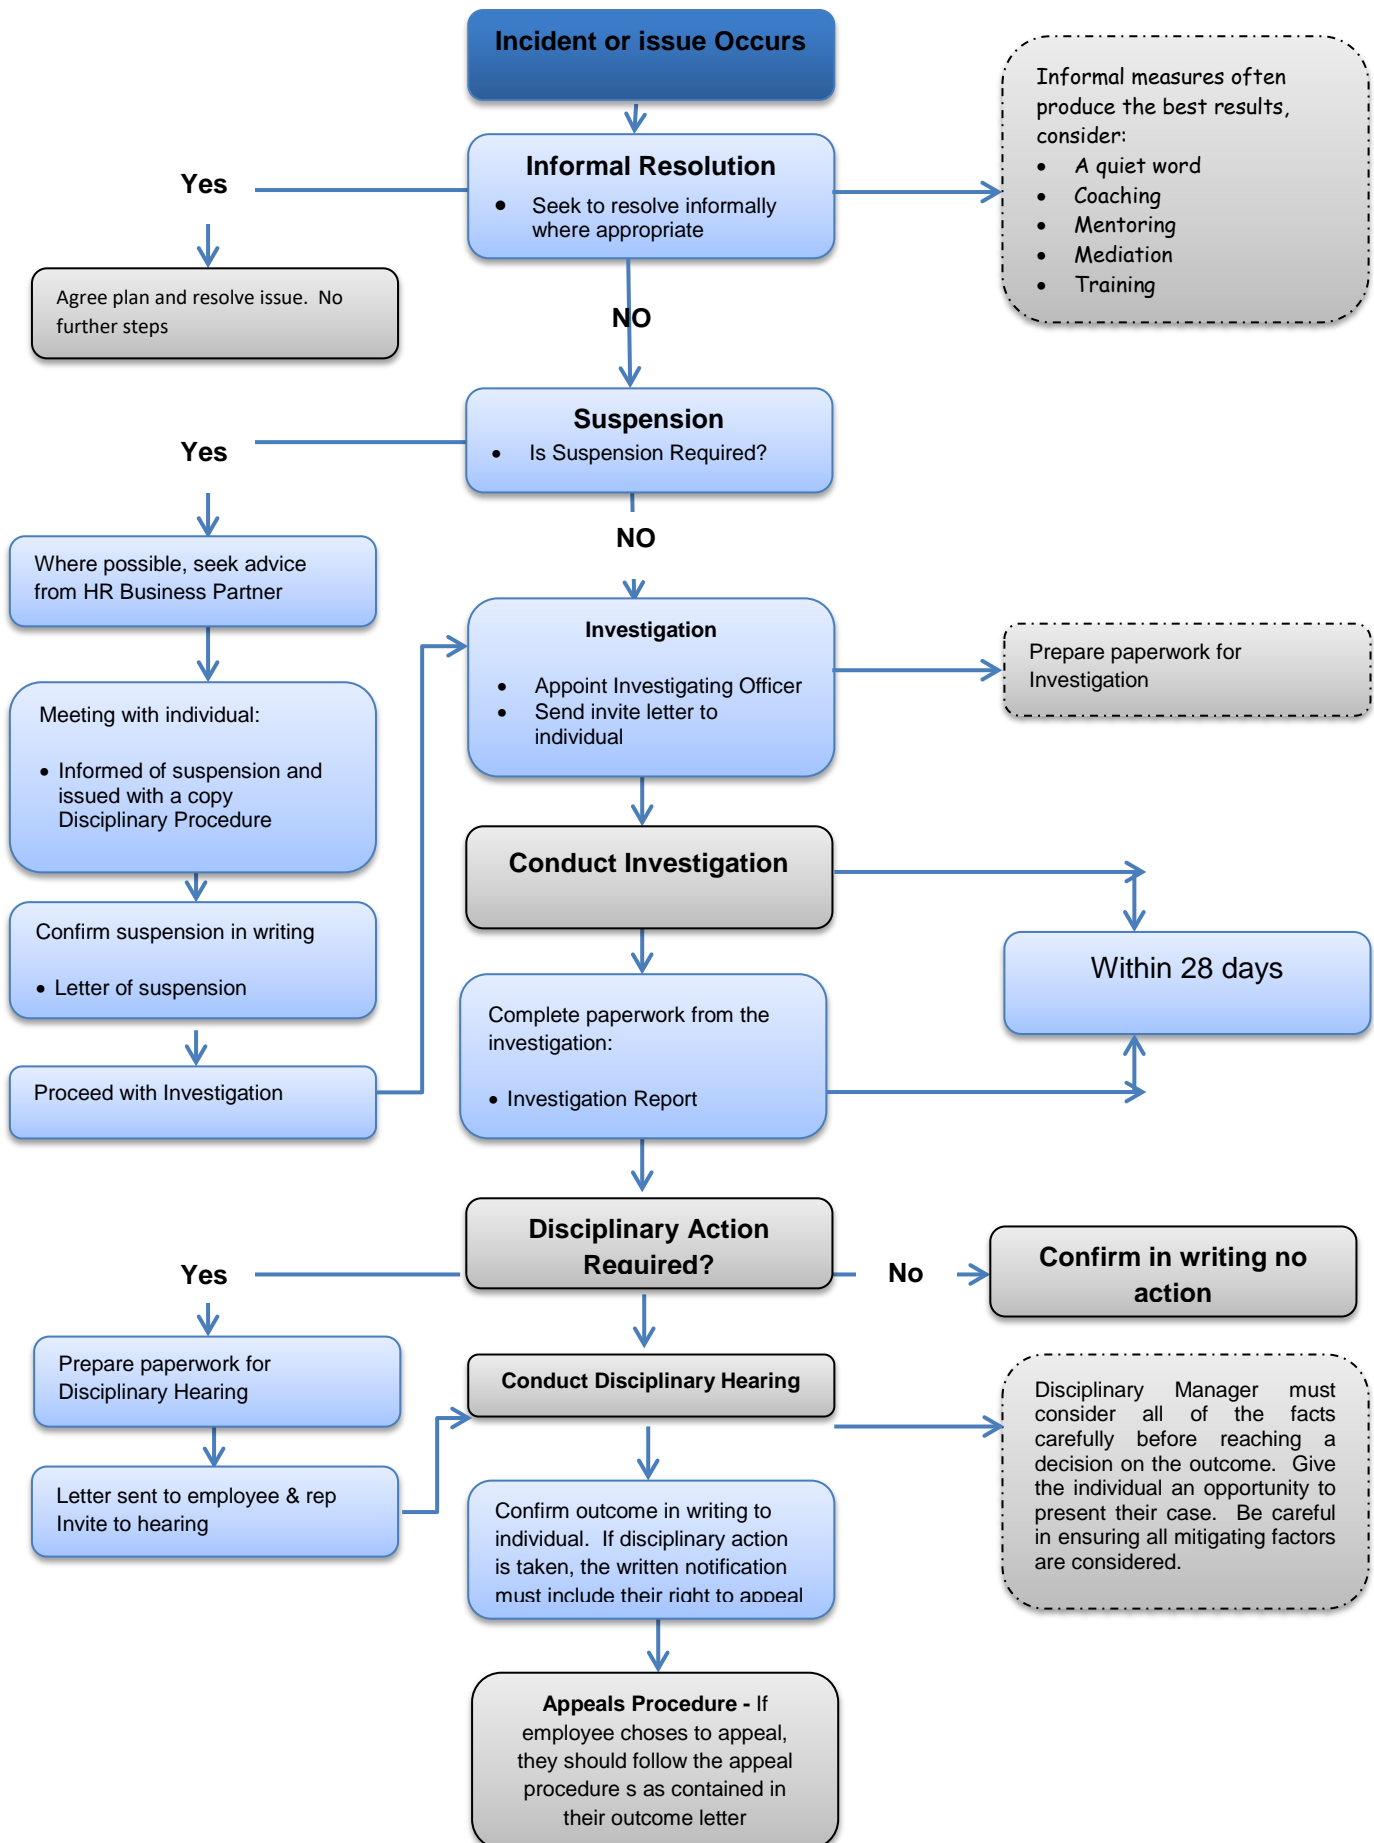 Incident or issue Occurs
Informal measures often
produce the best results,
consider:
• A quiet word
• Coaching
• Mentoring
• Mediation
• Training
Informal Resolution
• Seek to resolve informally
where appropriate
Yes
Agree plan and resolve issue. No
further steps
NO
Suspension
• Is Suspension Required?
Yes
NO
Where possible, seek advice
from HR Business Partner
Meeting with individual:
• Informed of suspension and
issued with a copy
Disciplinary Procedure
Confirm suspension in writing
• Letter of suspension
Proceed with Investigation
Investigation
• Appoint Investigating Officer
• Send invite letter to
individual
Prepare paperwork for
Investigation
Conduct Investigation
Within 28 days
Complete paperwork from the
investigation:
• Investigation Report
Disciplinary Action
Required?
Yes
No
Confirm in writing no
action
Prepare paperwork for
Disciplinary Hearing
Letter sent to employee & rep
Invite to hearing
Conduct Disciplinary Hearing
Disciplinary Manager must
consider all of the facts
carefully before reaching a
decision on the outcome. Give
the individual an opportunity to
present their case. Be careful
in ensuring all mitigating factors
are considered.
Confirm outcome in writing to
individual. If disciplinary action
is taken, the written notification
must include their right to appeal
Appeals Procedure - If
employee choses to appeal,
they should follow the appeal
procedure s as contained in
their outcome letter